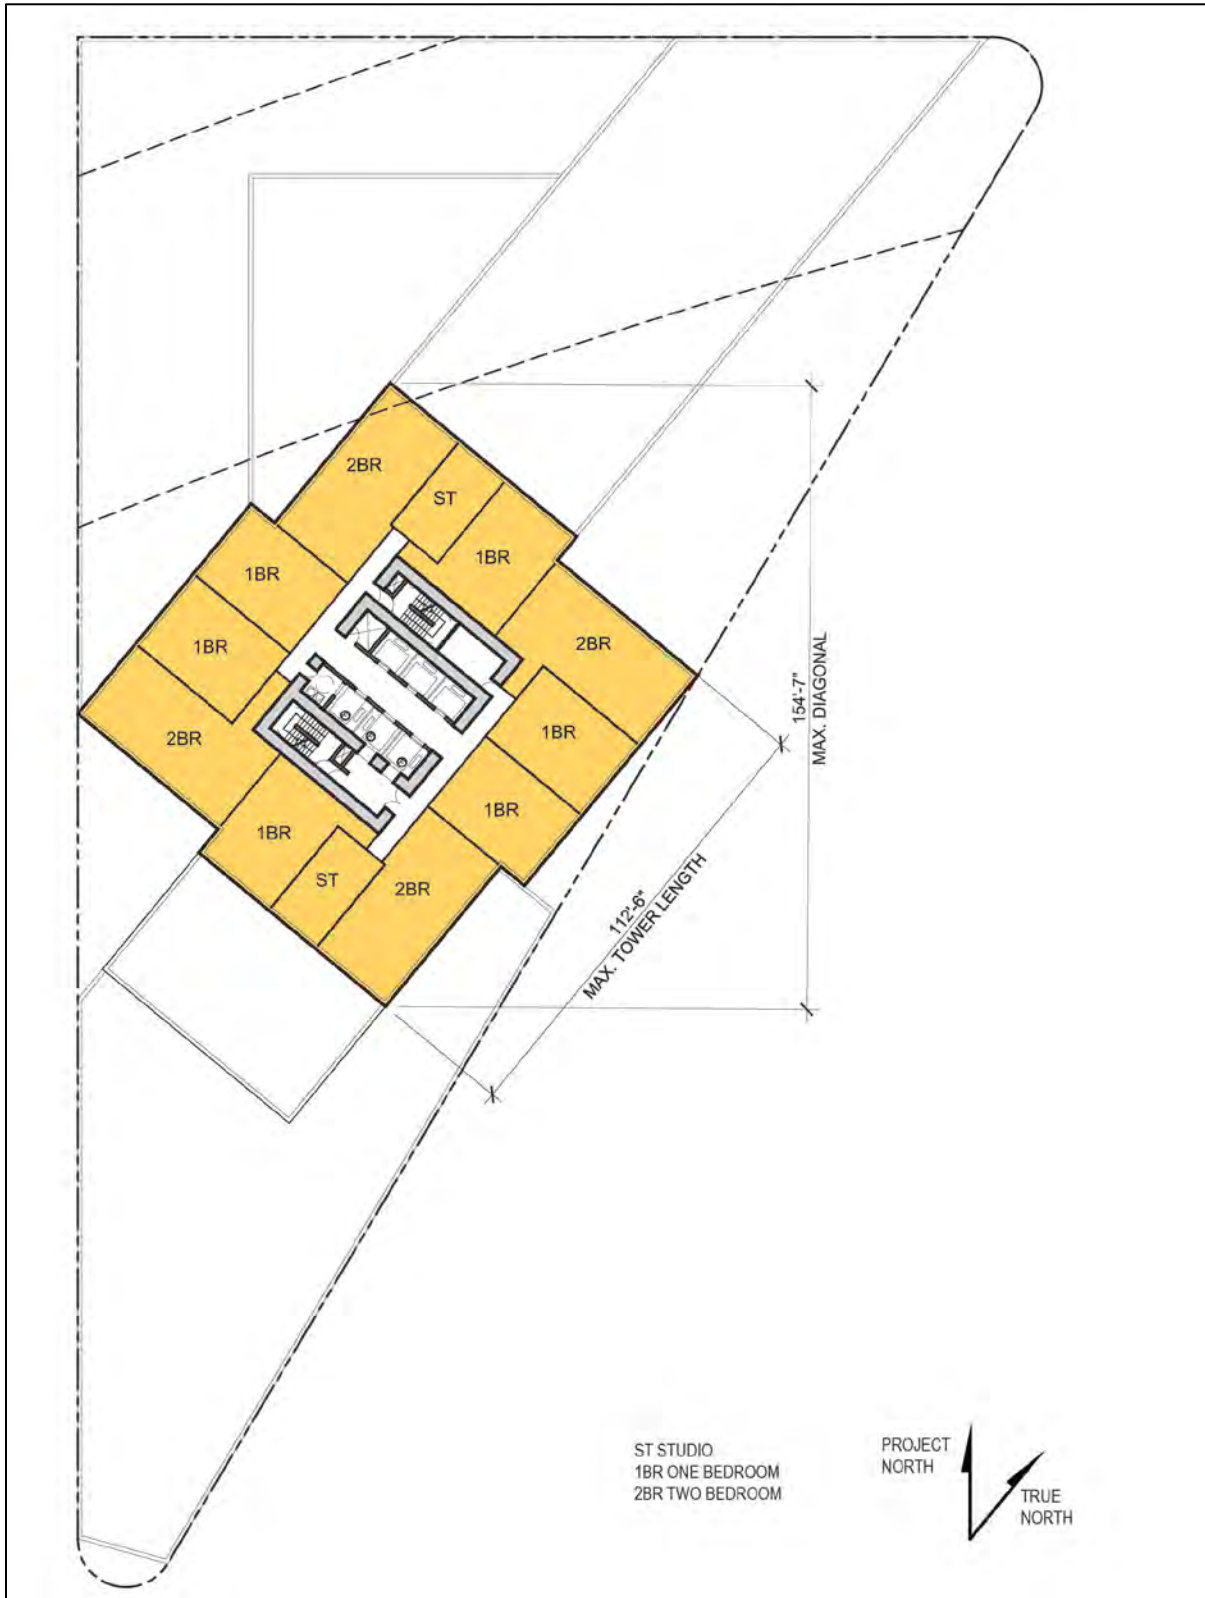 2BR
ST
1BR
1BR
2BR
1BR
1BR
2BR
1BR
1BR
ST
2BR
154'-7"
MAX. DIAGONAL
112'-6"
MAX. TOWER LENGTH
ST STUDIO
1BR ONE BEDROOM
2BR TWO BEDROOM
PROJECT
NORTH
TRUE
NORTH